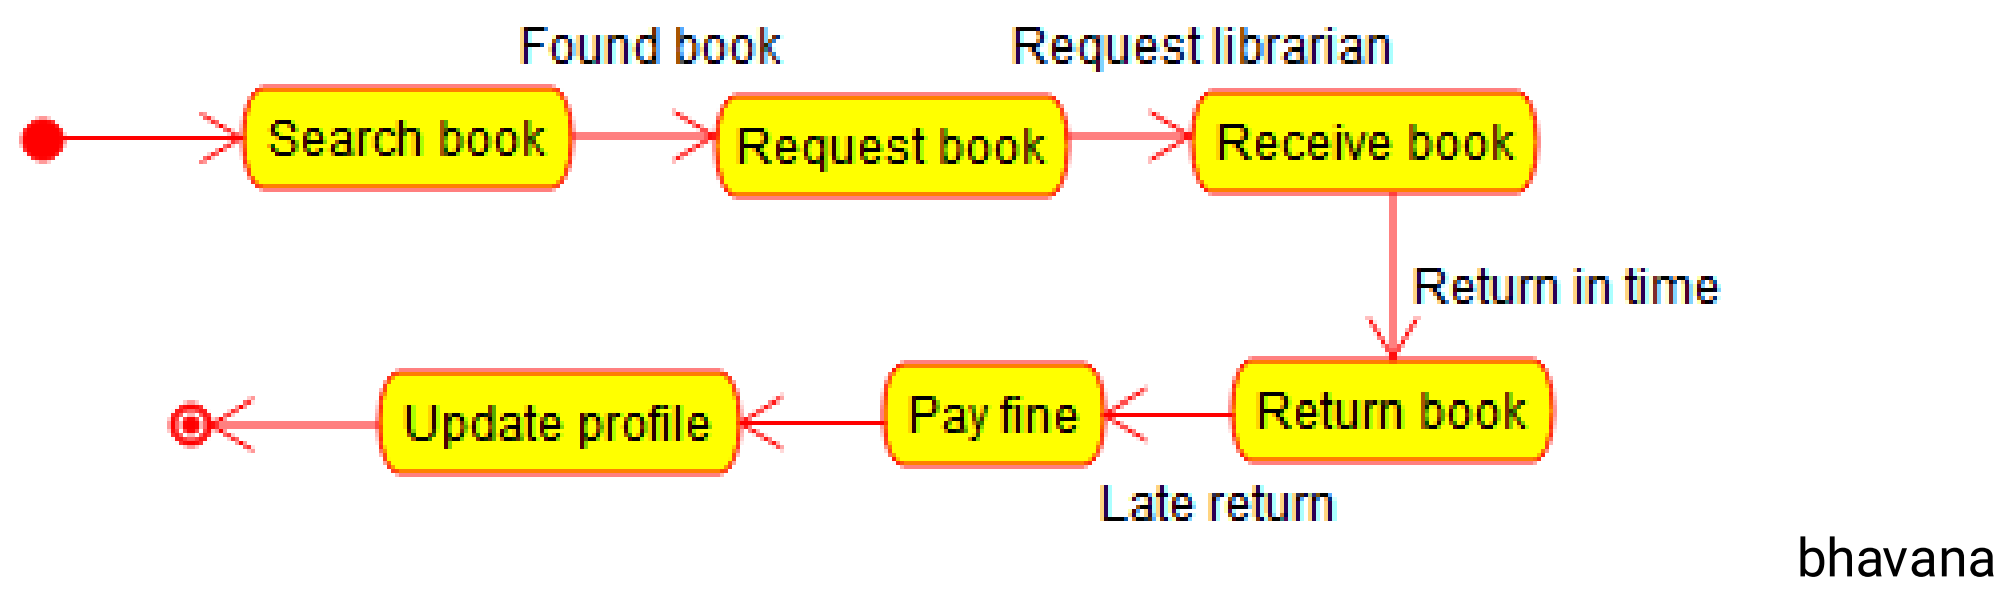 Found book
Request librarian
Search book
Request book
Receive book
Return in time
Update profile
Pay fine
Return book
Late return
bhavana